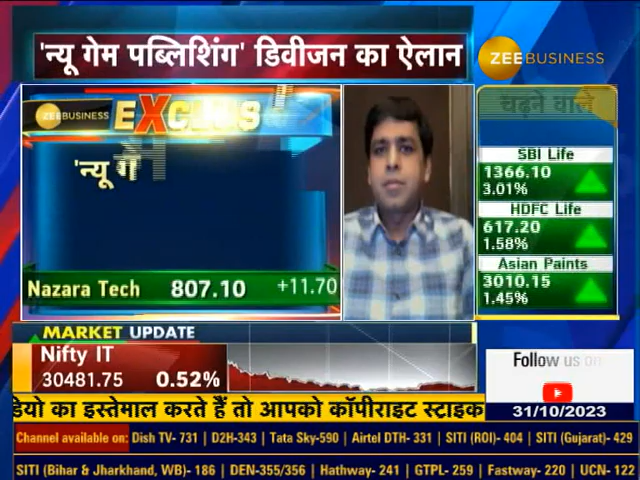 'न्यू गेम पब्लिशिंग' डिवीजन का ऐलान
ZEE BUSINESS
ZEE BUSINESS
EXCLUS
'न्यू गे
Nazara Tech 807.10 +11.70
चढ़ने वाले
SBI Life
1366.10
3.01%
HDFC Life
617.20
1.58%
Asian Paints
3010.15
1.45%
MARKET UPDATE
Nifty IT
30481.75 0.52%
Follow us on
डियो का इस्तेमाल करते हैं तो आपको कॉपीराइट स्ट्राइक
31/10/2023
Channel available on: Dish TV- 731 | D2H-343 | Tata Sky-590 | Airtel DTH- 331 | SITI (ROI)- 404 | SITI (Gujarat)- 429
SITI (Bihar & Jharkhand, WB)- 186 | DEN-355/356 | Hathway- 241 | GTPL- 259 | Fastway- 220 | UCN- 122